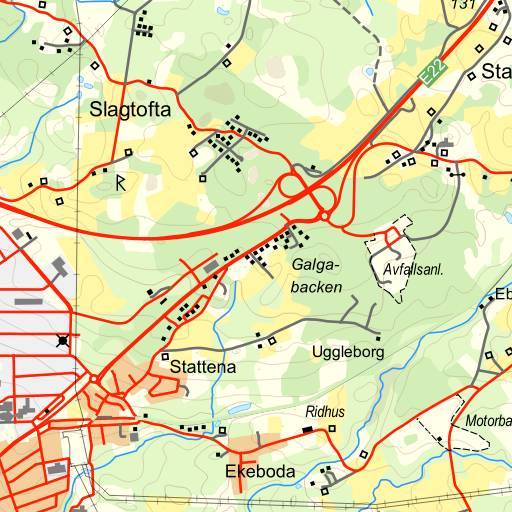 131
E22
Sta
Slagtofta
Galga-
backen
Avfallsanl.
Eb
Uggleborg
Stattena
Ridhus
Motorba
Ekeboda